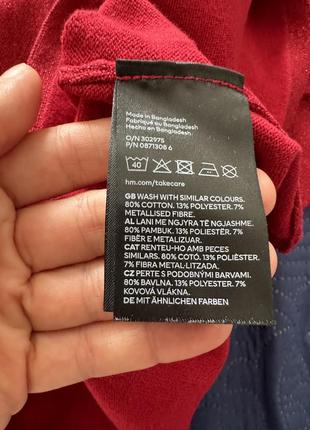 Made in Bangladesh
Fabriqué au Bangladesh
Hecho en Bangladesh.
O/N 302975
P/N 0871308 6
40
hm.com/takecare
GB WASH WITH SIMILAR COLOURS.
80% COTTON. 13% POLYESTER. 7%
METALLISED FIBRE.
AL LANI ME NGJYRA TË NGJASHME.
80% PAMBUK. 13% POLIESTËR. 7%
FIBËR E METALIZUAR.
CAT RENTEU-HO AMB PECES
SIMILARS. 80% COTÓ. 13% POLIÈSTER.
7% FIBRA METAL·LITZADA.
CZ PERTE S PODOBNÝMI BARVAMI.
80% BAVLNA. 13% POLYESTER. 7%
KOVOVÁ VLÁKNA.
DE MIT ÄHNLICHEN FARBEN